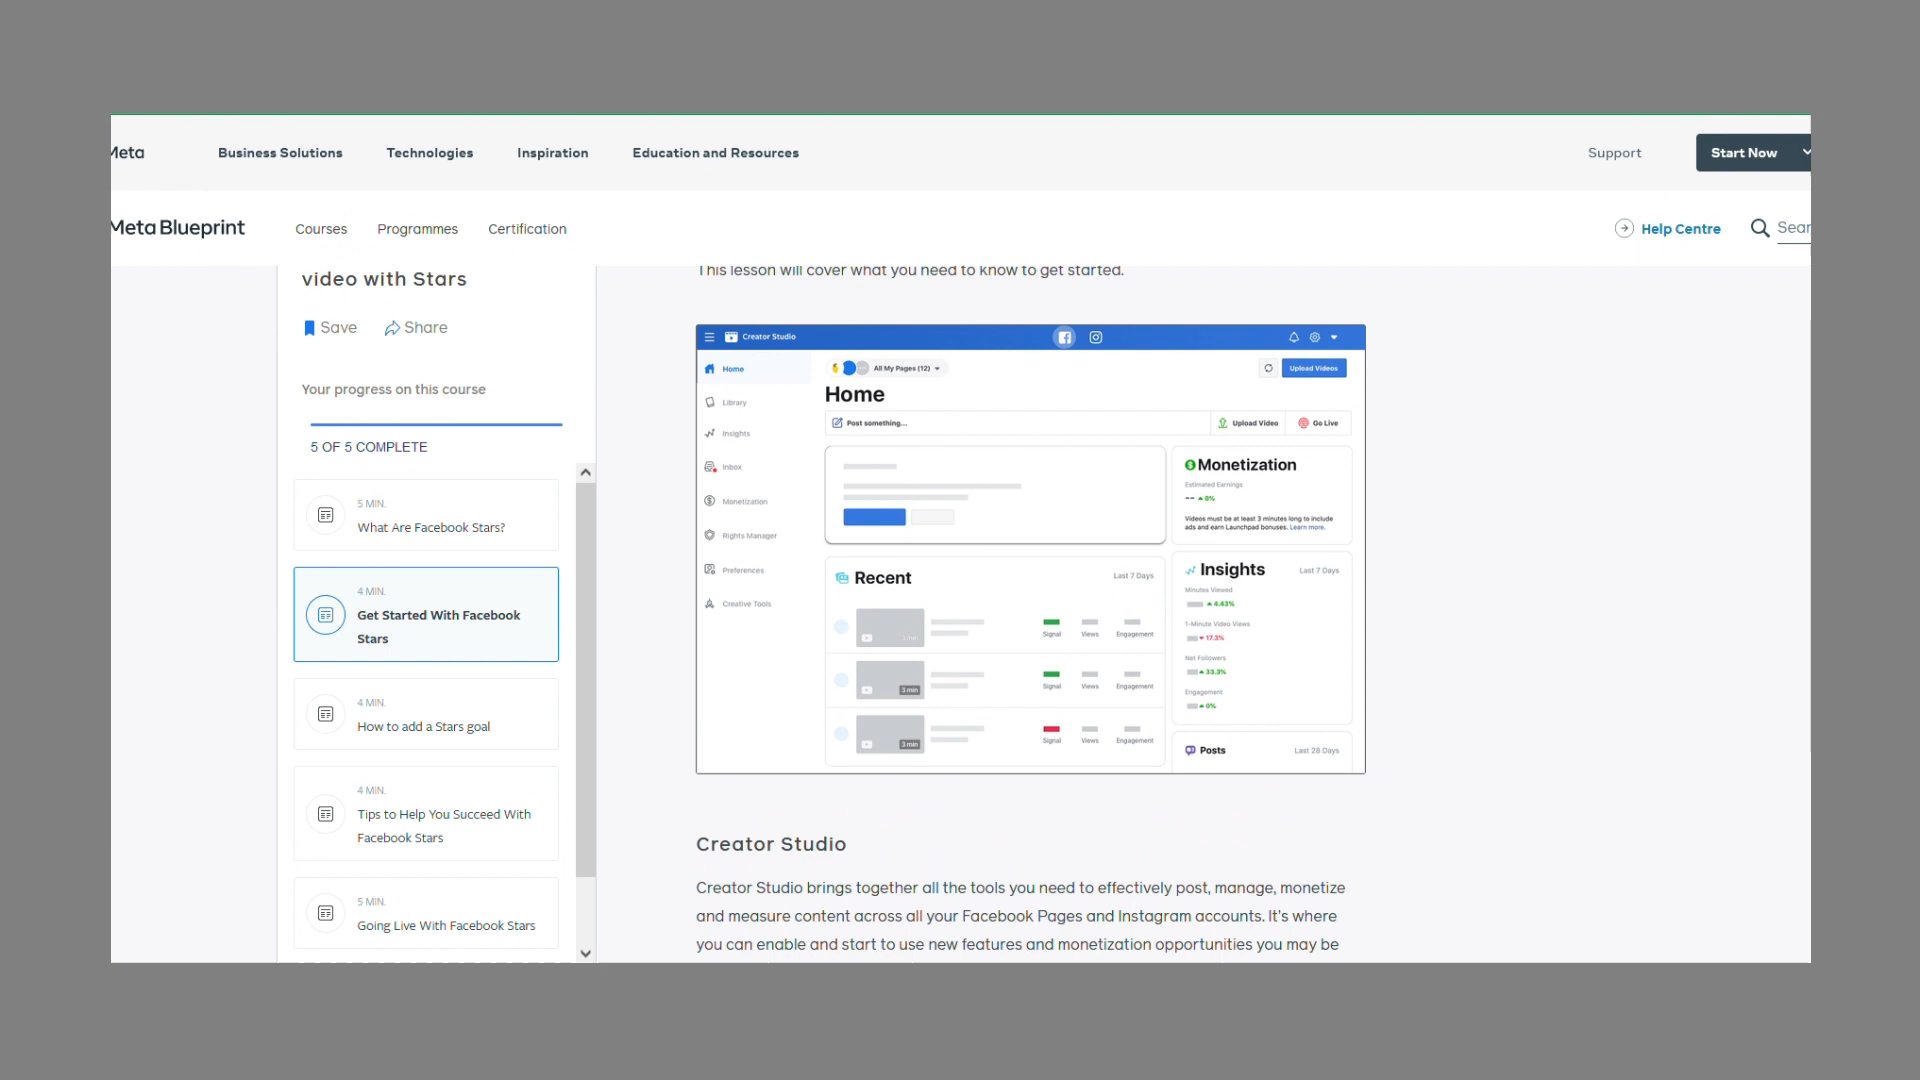 Meta
Business Solutions
Technologies
Inspiration
Education and Resources
Support
Start Now
Meta Blueprint
Courses
Programmes
Certification
Help Centre
Sear
video with Stars
Save
Share
Your progress on this course
5 OF 5 COMPLETE
5 MIN.
What Are Facebook Stars?
4 MIN.
Get Started With Facebook
Stars
4 MIN.
How to add a Stars goal
4 MIN.
Tips to Help You Succeed With
Facebook Stars
5 MIN.
Going Live With Facebook Stars
This lesson will cover what you need to know to get started.
Creator Studio
Home
Library
Insights
Inbox
Monetization
Rights Manager
Preferences
Creative Tools
All My Pages (12)
Upload Videos
Home
Post something...
Upload Video
Go Live
Monetization
Estimated Earnings
-- 0%
Videos must be at least 3 minutes long to include
ads and earn Launchpad bonuses. Learn more.
Recent
Last 7 Days
3 min
Signal
Views
Engagement
3 min
Signal
Views
Engagement
3 min
Signal
Views
Engagement
Insights
Last 7 Days
Minutes Viewed
4.43%
1-Minute Video Views
17.3%
Net Followers
33.3%
Engagement
0%
Posts
Last 28 Days
Creator Studio
Creator Studio brings together all the tools you need to effectively post, manage, monetize
and measure content across all your Facebook Pages and Instagram accounts. It's where
you can enable and start to use new features and monetization opportunities you may be